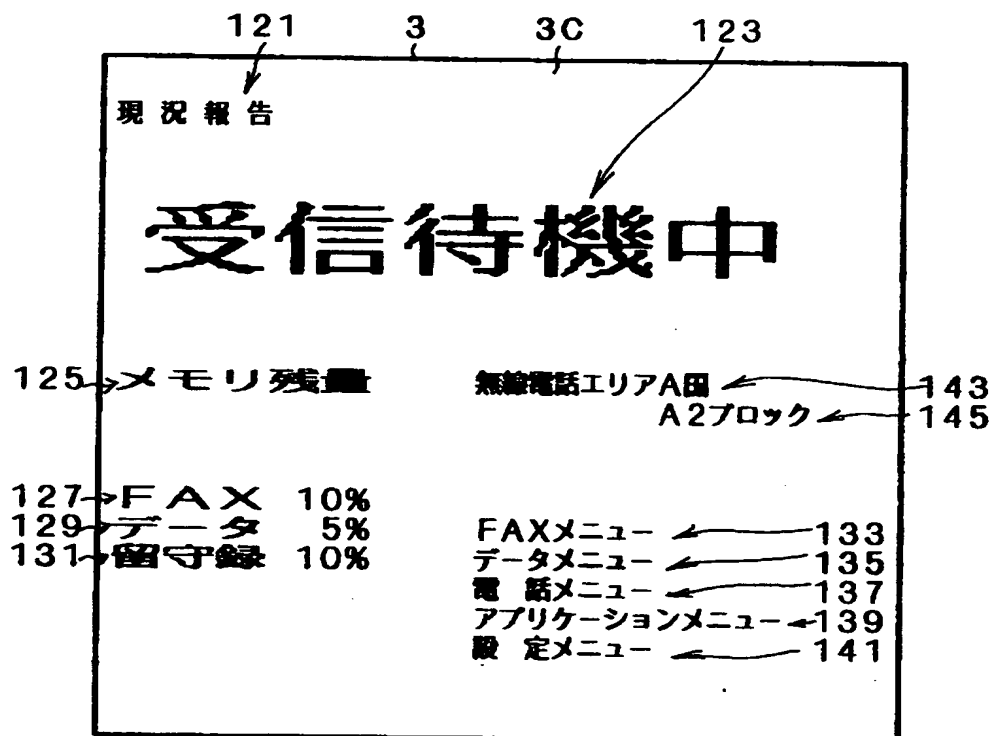 121 3 3C 123
現況報告
受信待機中
125 メモリ残量 無線電話エリアA国 143
A2ブロック 145
127 FAX 10%
129 データ 5%
131 留守録 10%
FAXメニュー 133
データメニュー 135
電 話メニュー 137
アプリケーションメニュー 139
設 定メニュー 141